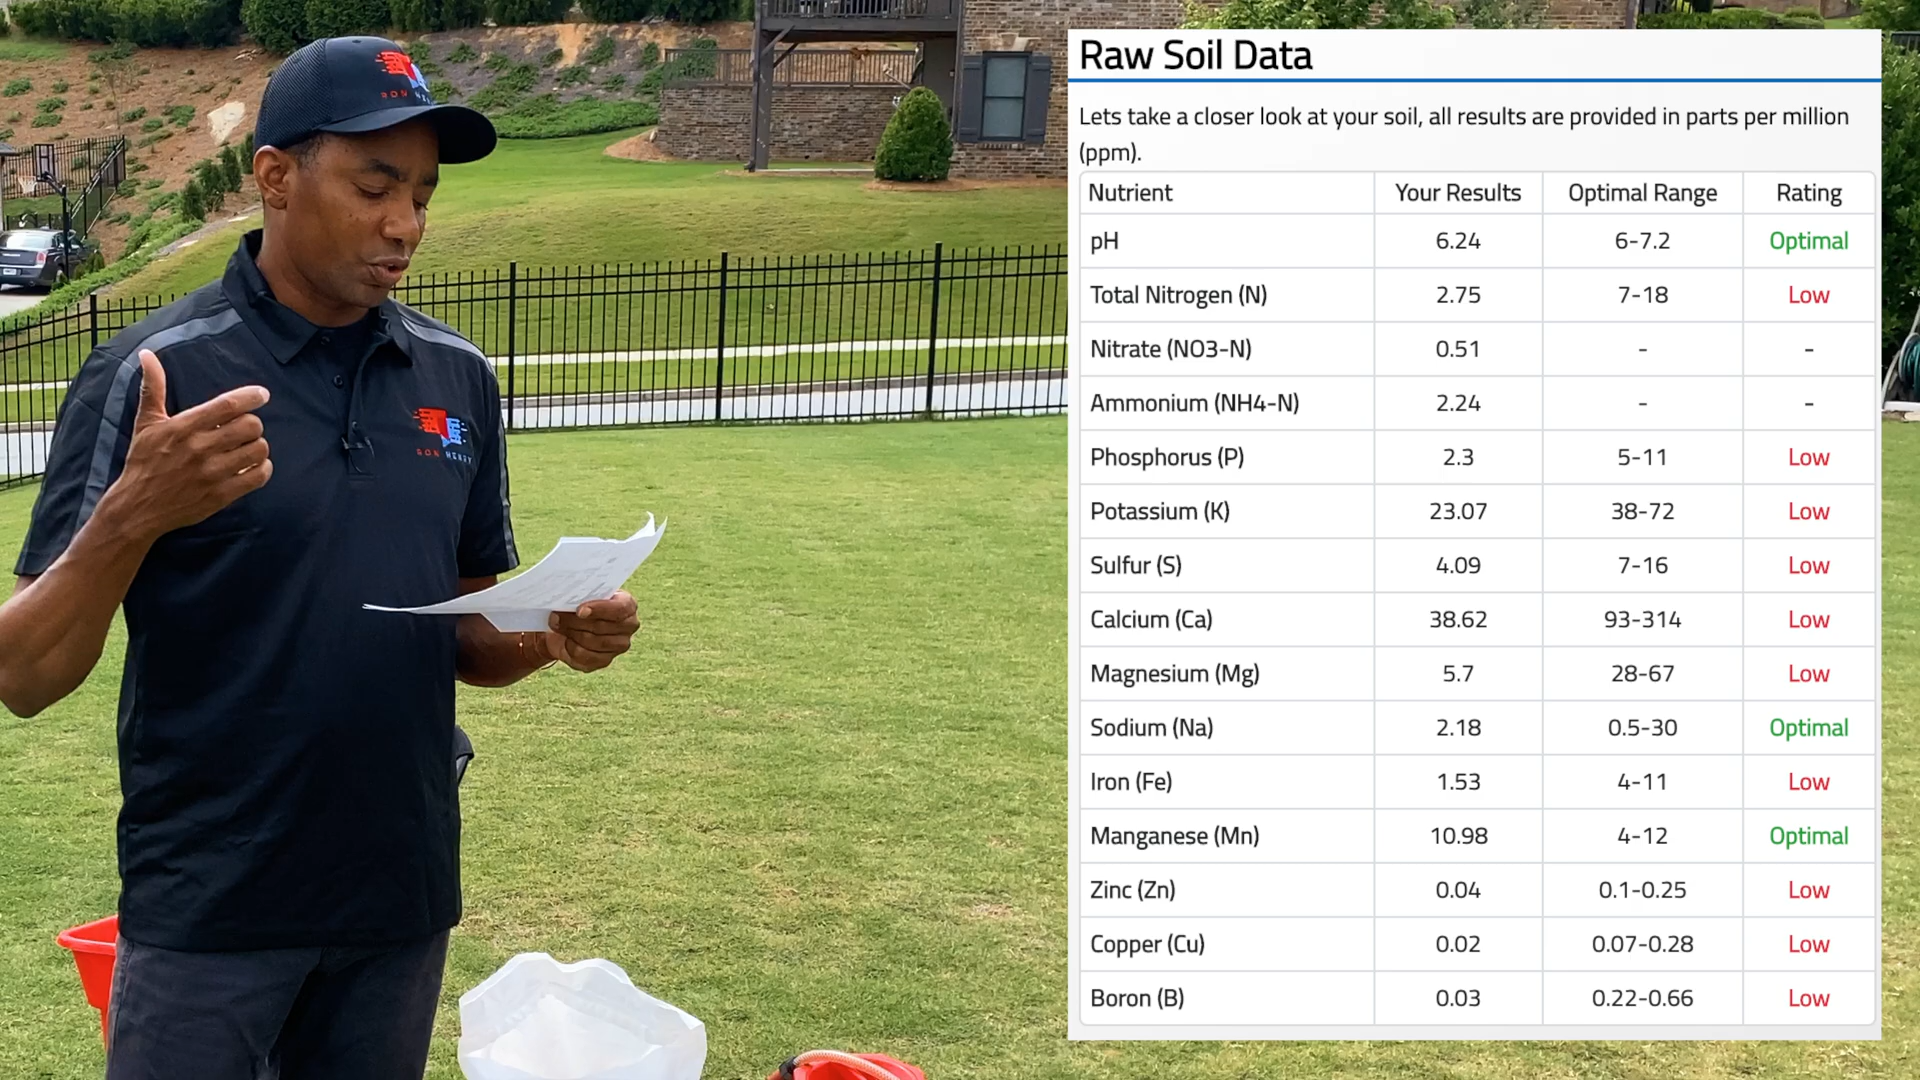 RON HENRY
RON HENRY
Raw Soil Data
Lets take a closer look at your soil, all results are provided in parts per million
(ppm).
Nutrient Your Results Optimal Range Rating
pH 6.24 6-7.2 Optimal
Total Nitrogen (N) 2.75 7-18 Low
Nitrate (NO3-N) 0.51 - -
Ammonium (NH4-N) 2.24 - -
Phosphorus (P) 2.3 5-11 Low
Potassium (K) 23.07 38-72 Low
Sulfur (S) 4.09 7-16 Low
Calcium (Ca) 38.62 93-314 Low
Magnesium (Mg) 5.7 28-67 Low
Sodium (Na) 2.18 0.5-30 Optimal
Iron (Fe) 1.53 4-11 Low
Manganese (Mn) 10.98 4-12 Optimal
Zinc (Zn) 0.04 0.1-0.25 Low
Copper (Cu) 0.02 0.07-0.28 Low
Boron (B) 0.03 0.22-0.66 Low